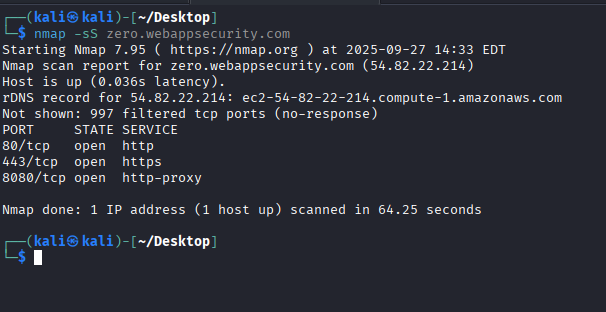 ┌──(kali㉿kali)-[~/Desktop]
└─$ nmap -sS zero.webappsecurity.com
Starting Nmap 7.95 ( https://nmap.org ) at 2025-09-27 14:33 EDT
Nmap scan report for zero.webappsecurity.com (54.82.22.214)
Host is up (0.036s latency).
rDNS record for 54.82.22.214: ec2-54-82-22-214.compute-1.amazonaws.com
Not shown: 997 filtered tcp ports (no-response)
PORT     STATE SERVICE
80/tcp   open  http
443/tcp  open  https
8080/tcp open  http-proxy
Nmap done: 1 IP address (1 host up) scanned in 64.25 seconds
┌──(kali㉿kali)-[~/Desktop]
└─$